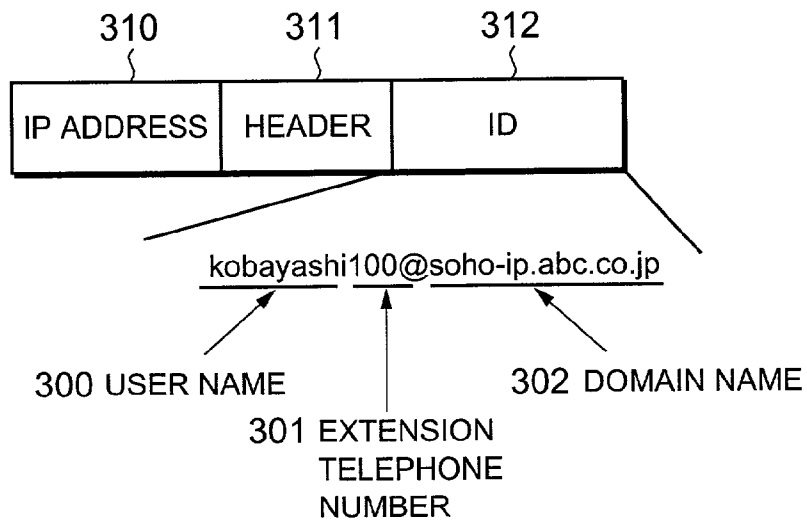 310 311 312
IP ADDRESS HEADER ID
kobayashi100@soho-ip.abc.co.jp
300 USER NAME
302 DOMAIN NAME
301 EXTENSION
TELEPHONE
NUMBER